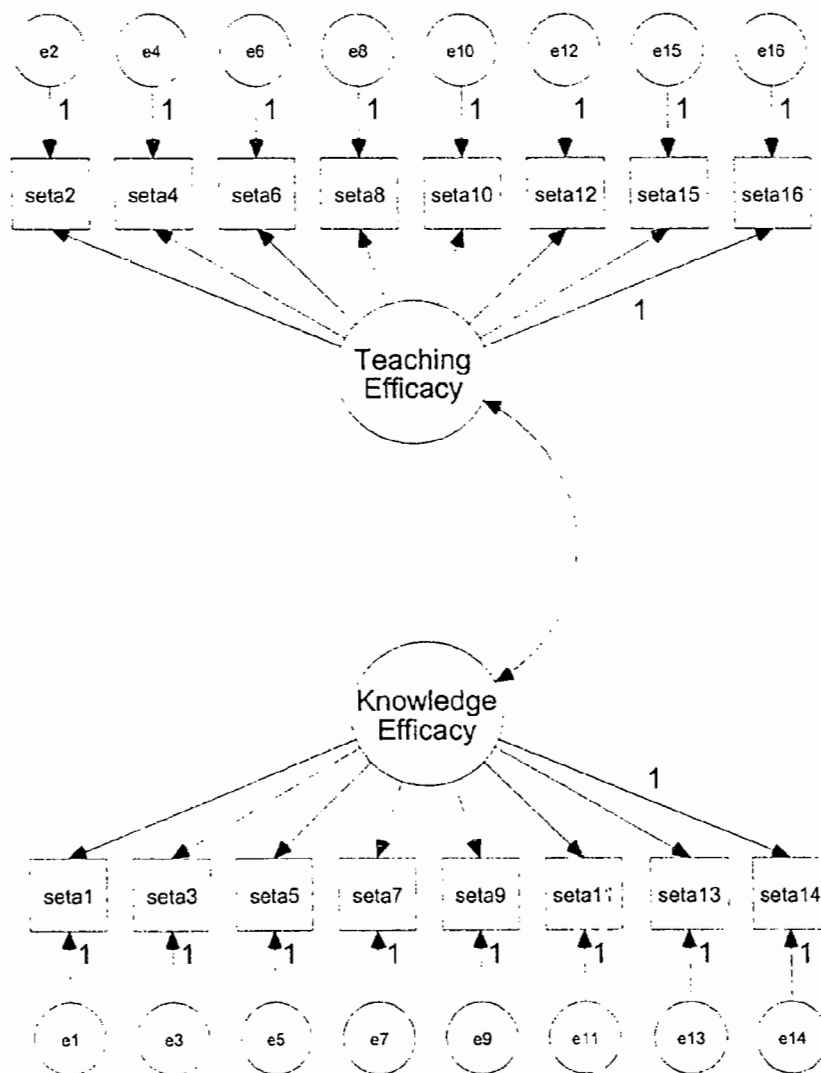 e2 e4 e6 e8 e10 e12 e15 e16
1 1 1 1 1 1 1 1
seta2 seta4 seta6 seta8 seta10 seta12 seta15 seta16
1
Teaching
Efficacy
Knowledge
Efficacy
1
seta1 seta3 seta5 seta7 seta9 seta11 seta13 seta14
1 1 1 1 1 1 1 1
e1 e3 e5 e7 e9 e11 e13 e14